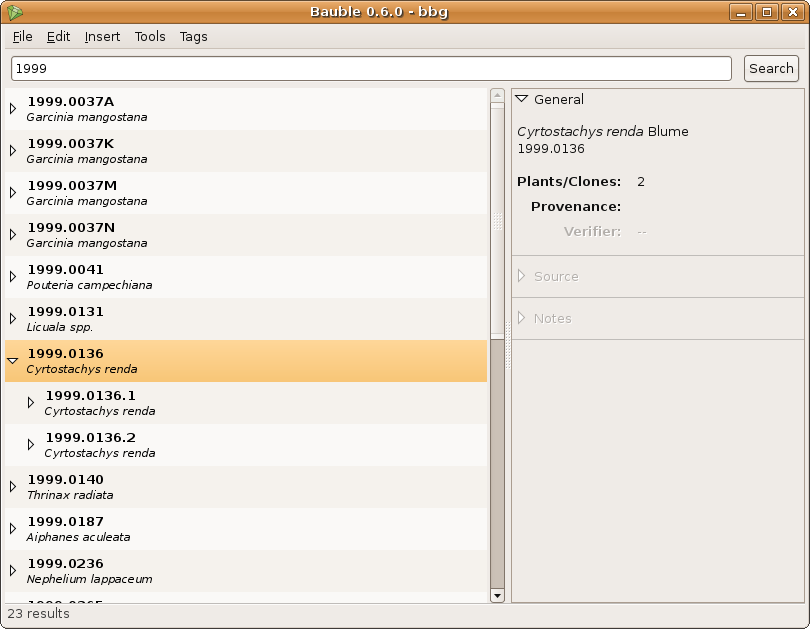 Bauble 0.6.0 - bbg
File Edit Insert Tools Tags
1999 Search
1999.0037A
Garcinia mangostana
1999.0037K
Garcinia mangostana
1999.0037M
Garcinia mangostana
1999.0037N
Garcinia mangostana
1999.0041
Pouteria campechiana
1999.0131
Licuala spp.
1999.0136
Cyrtostachys renda
1999.0136.1
Cyrtostachys renda
1999.0136.2
Cyrtostachys renda
1999.0140
Thrinax radiata
1999.0187
Aiphanes aculeata
1999.0236
Nephelium lappaceum
General
Cyrtostachys renda Blume
1999.0136
Plants/Clones: 2
Provenance:
Verifier: --
Source
Notes
23 results